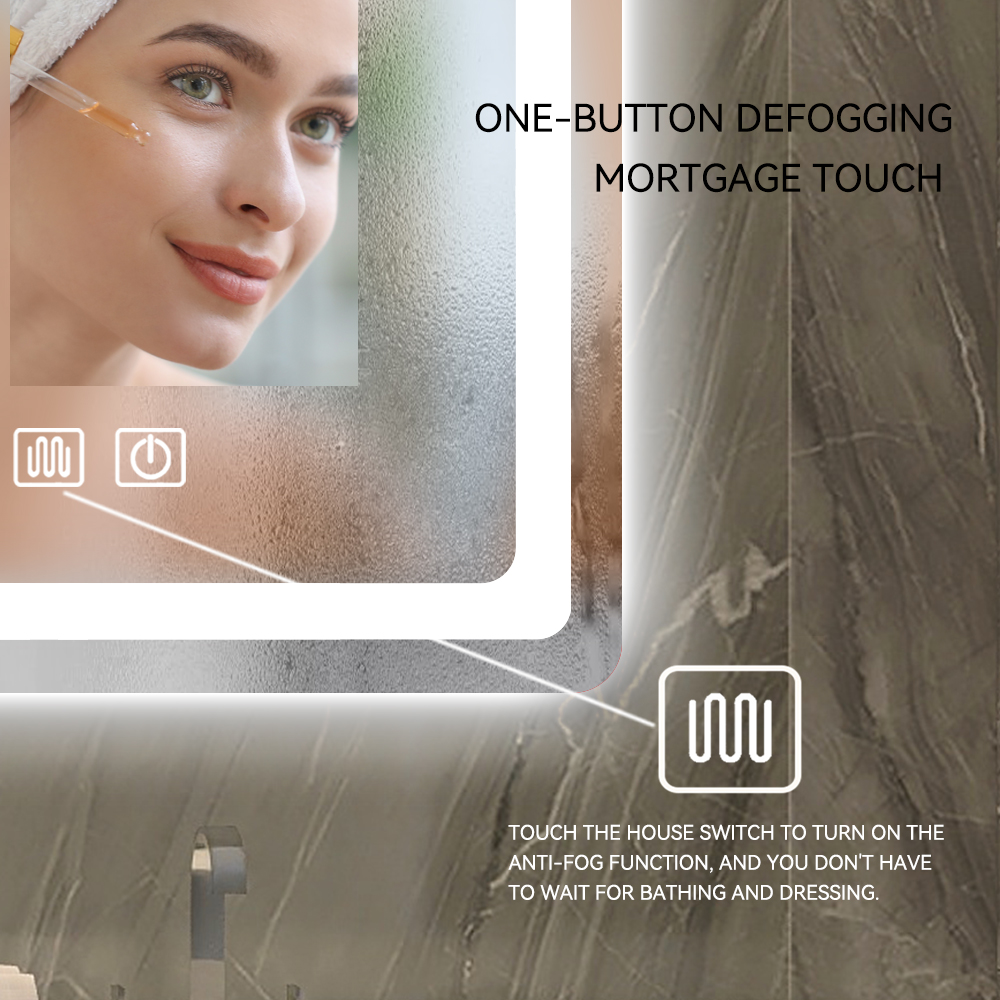 ONE-BUTTON DEFOGGING
MORTGAGE TOUCH
TOUCH THE HOUSE SWITCH TO TURN ON THE
ANTI-FOG FUNCTION, AND YOU DON'T HAVE
TO WAIT FOR BATHING AND DRESSING.